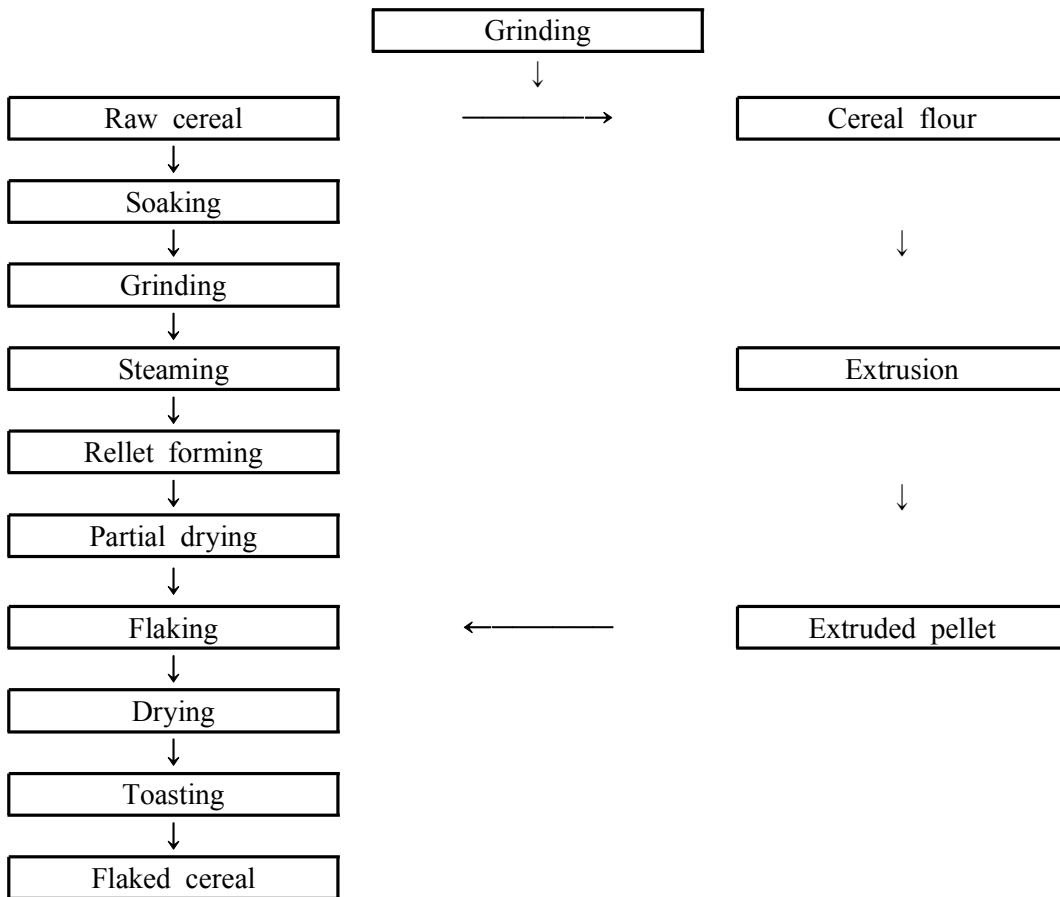 Grinding
↓
Raw cereal → Cereal flour
↓
Soaking
↓ ↓
Grinding
↓
Steaming Extrusion
↓
Rellet forming
↓ ↓
Partial drying
↓
Flaking ← Extruded pellet
↓
Drying
↓
Toasting
↓
Flaked cereal